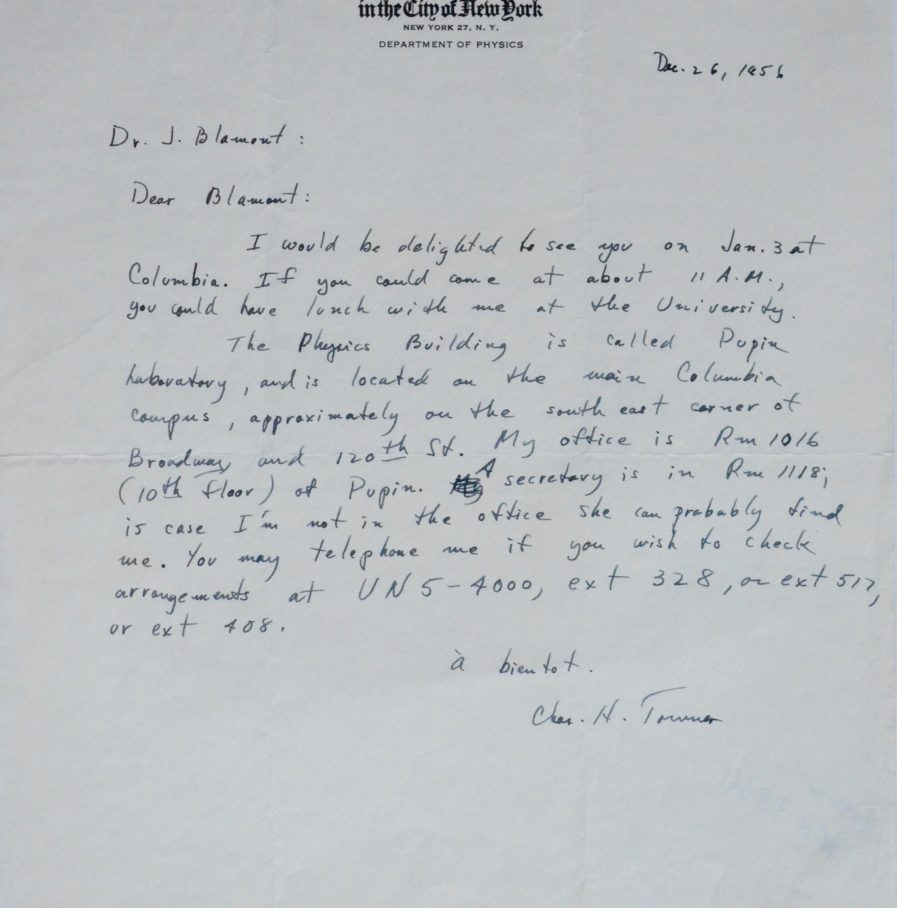 in the City of New York
NEW YORK 27, N. Y.
DEPARTMENT OF PHYSICS
Dec. 26, 1956
Dr. J. Blamont :
Dear Blamont:
I would be delighted to see you on Jan. 3 at
Columbia. If you could come at about 11 A.M.,
you could have lunch with me at the University.
The Physics Building is called Pupin
Laboratory, and is located on the main Columbia
campus, approximately on the south east corner of
Broadway and 120th St. My office is Rm 1016
(10th floor) of Pupin. A secretary is in Rm 1118;
is case I'm not in the office she can probably find
me. You may telephone me if you wish to check
arrangements at UN 5-4000, ext 328, or ext 517,
or ext 408.
à bientot.
Chas. H. Townes